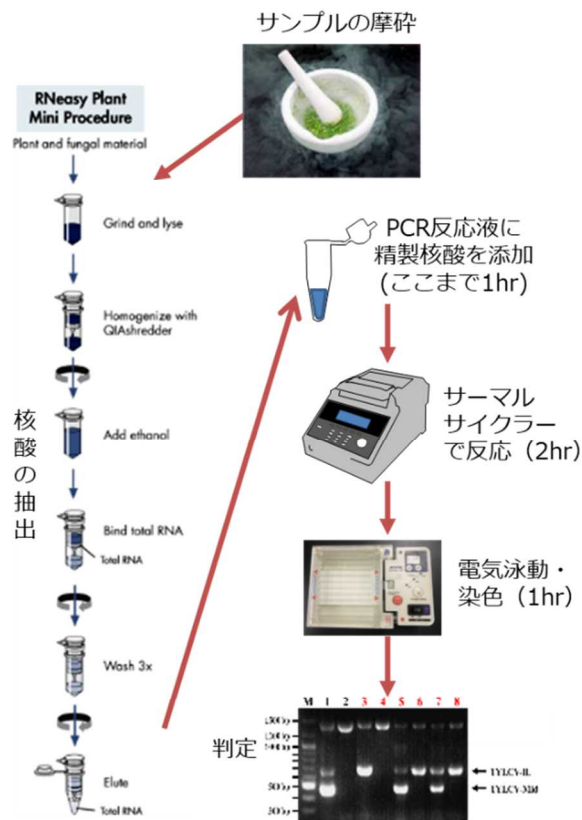 サンプルの摩砕
RNeasy Plant
Mini Procedure
Plant and fungal material
Grind and lyse
Homogenize with
QIAshredder
Add ethanol
Bind total RNA
Total RNA
Wash 3x
Elute
Total RNA
核酸の抽出
PCR反応液に
精製核酸を添加
(ここまで1hr)
サーマル
サイクラー
で反応（2hr）
電気泳動・
染色（1hr）
判定
M 1 2 3 4 5 6 7 8
TYLCV-IL
TYLCV-Mld